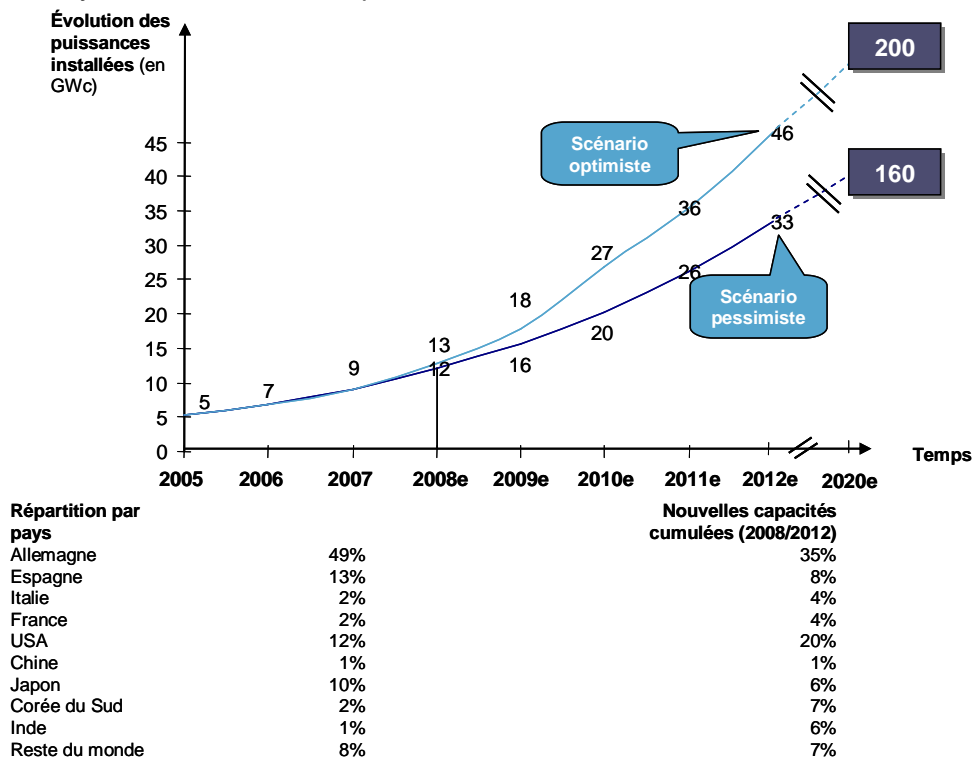 Évolution des
puissances
installées (en
GWc)
200
Scénario
optimiste
46
160
45
40
35
30
25
20
15
10
5
0
36
33
27
26
Scénario
pessimiste
18
20
13
16
9
12
7
5
2005 2006 2007 2008e 2009e 2010e 2011e 2012e 2020e
Temps
Répartition par
pays
Nouvelles capacités
cumulées (2008/2012)
Allemagne 49% 35%
Espagne 13% 8%
Italie 2% 4%
France 2% 4%
USA 12% 20%
Chine 1% 1%
Japon 10% 6%
Corée du Sud 2% 7%
Inde 1% 6%
Reste du monde 8% 7%